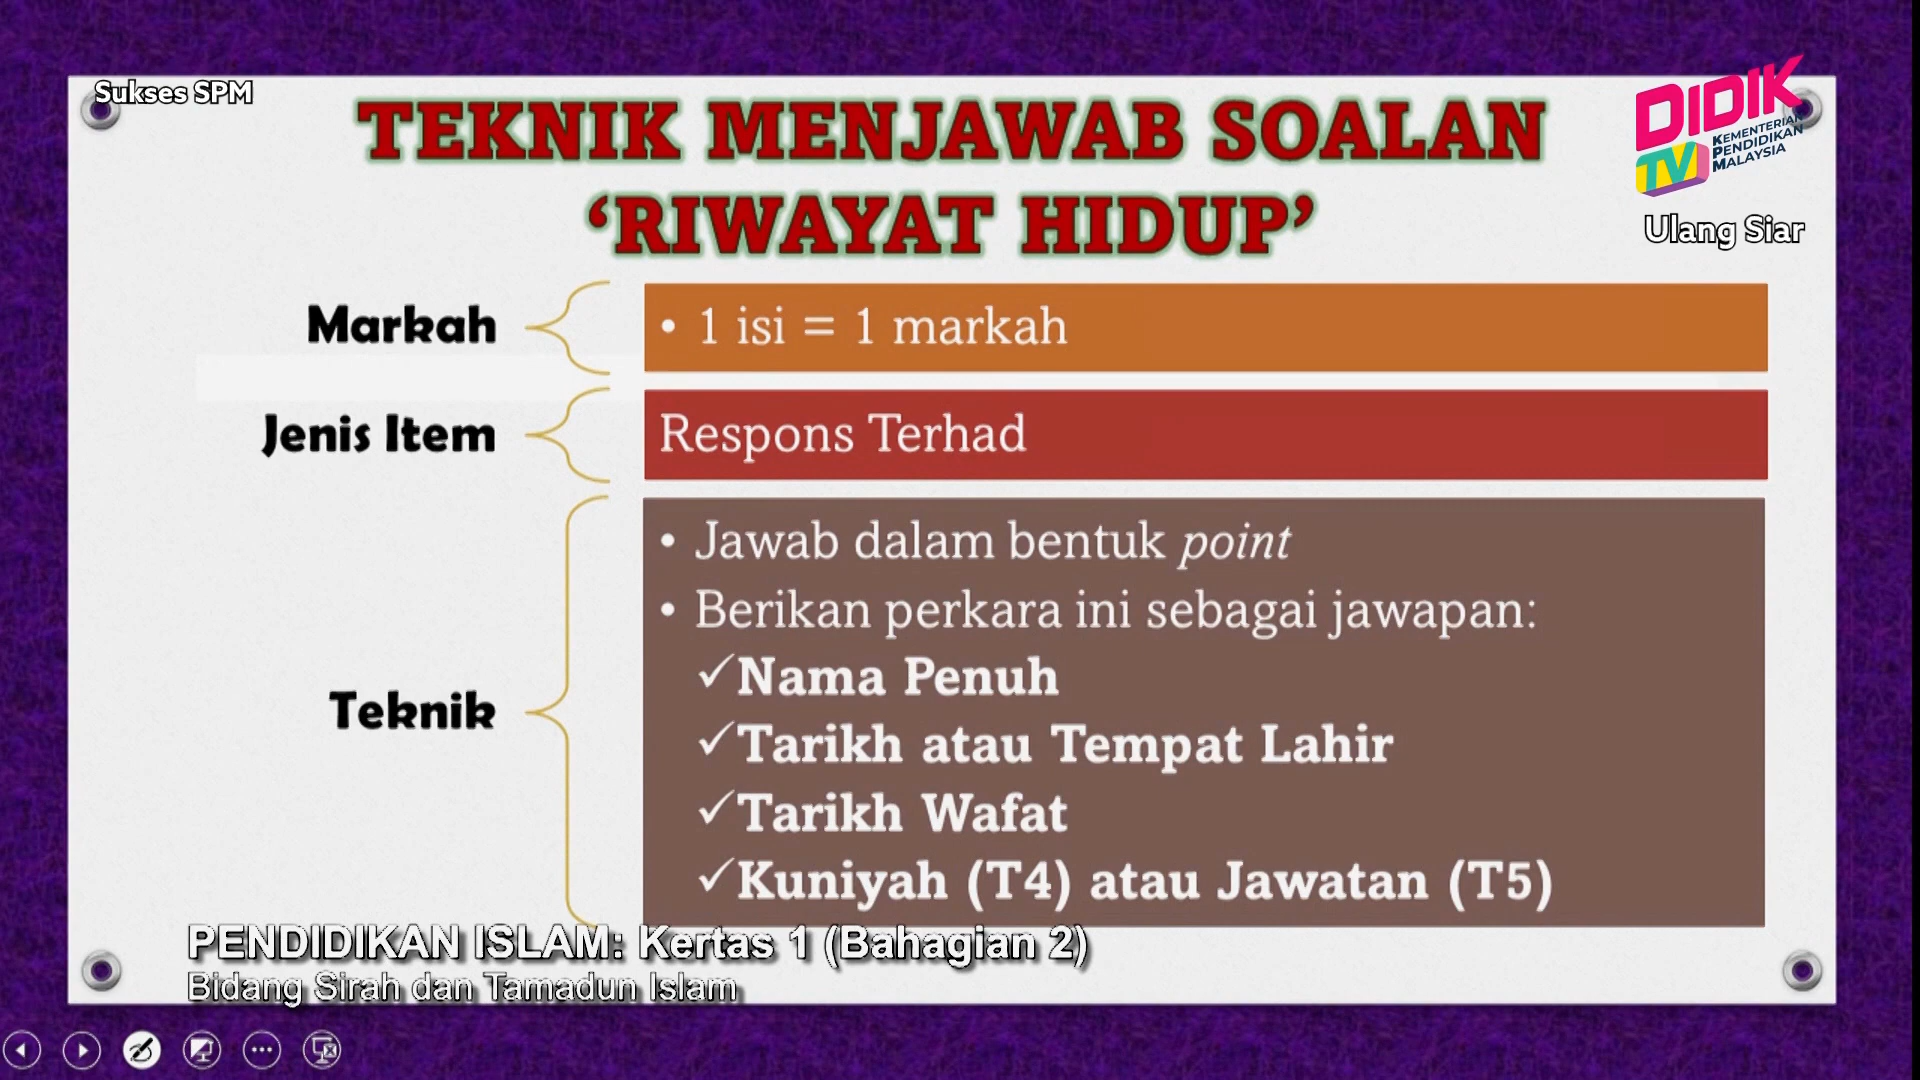 Sukses SPM
TEKNIK MENJAWAB SOALAN
‘RIWAYAT HIDUP’
DIDIK
TV
KEMENTERIAN
PENDIDIKAN
MALAYSIA
Ulang Siar
Markah
• 1 isi = 1 markah
Jenis Item
Respons Terhad
Teknik
• Jawab dalam bentuk point
• Berikan perkara ini sebagai jawapan:
✓Nama Penuh
✓Tarikh atau Tempat Lahir
✓Tarikh Wafat
✓Kuniyah (T4) atau Jawatan (T5)
PENDIDIKAN ISLAM: Kertas 1 (Bahagian 2)
Bidang Sirah dan Tamadun Islam